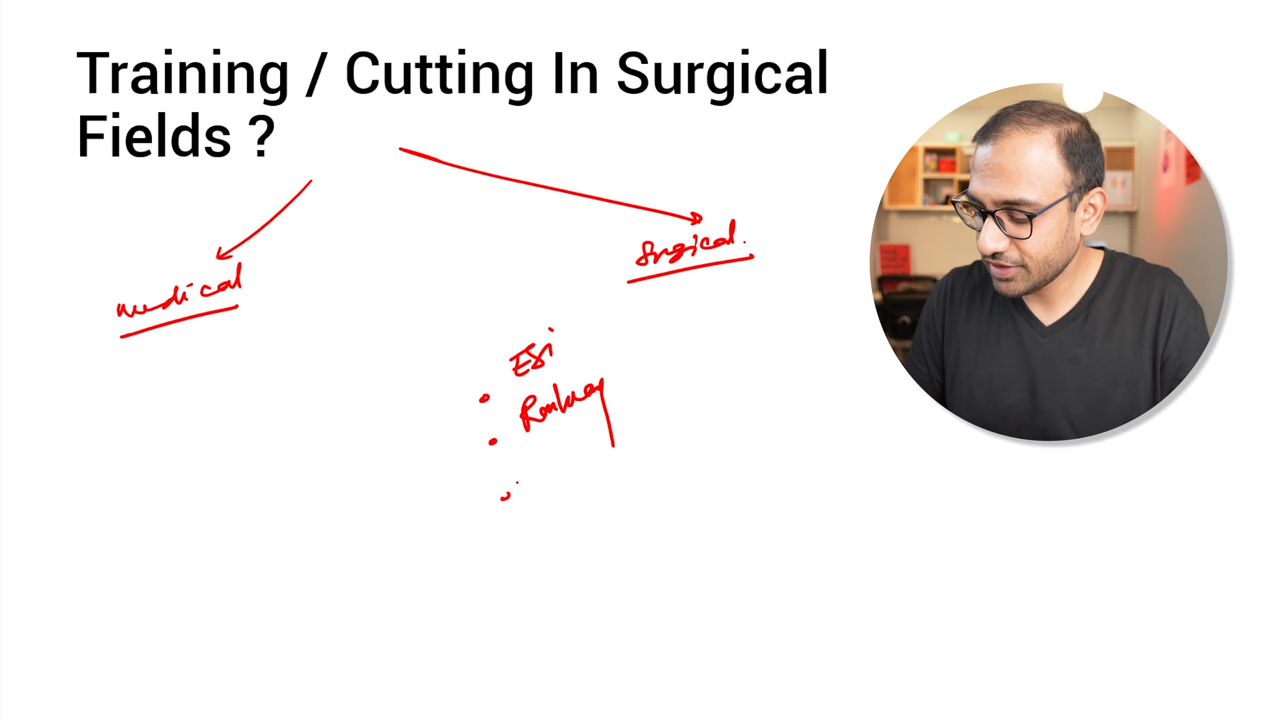 Training / Cutting In Surgical
Fields ?
Surgical.
medical
ESI
Railway